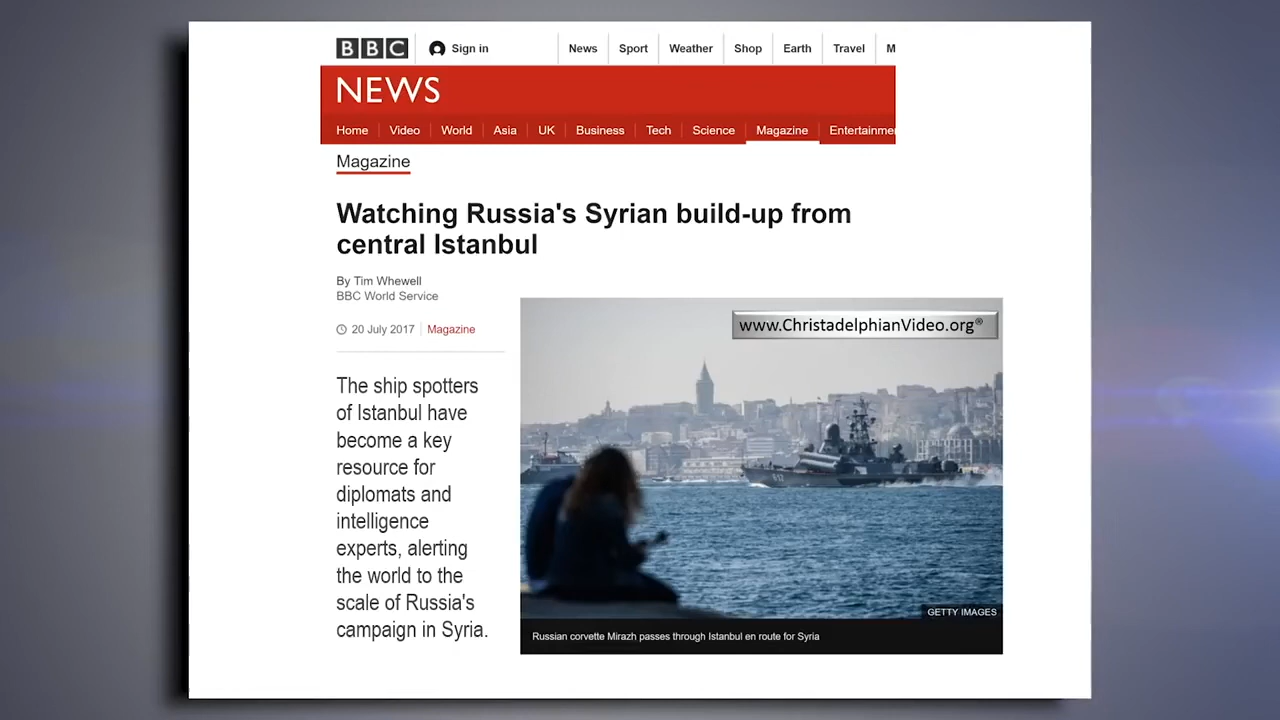 BBC Sign in News Sport Weather Shop Earth Travel M
NEWS
Home Video World Asia UK Business Tech Science Magazine Entertainme
Magazine
Watching Russia's Syrian build-up from
central Istanbul
By Tim Whewell
BBC World Service
20 July 2017 Magazine
The ship spotters
of Istanbul have
become a key
resource for
diplomats and
intelligence
experts, alerting
the world to the
scale of Russia's
campaign in Syria.
www.ChristadelphianVideo.org®
612
GETTY IMAGES
Russian corvette Mirazh passes through Istanbul en route for Syria